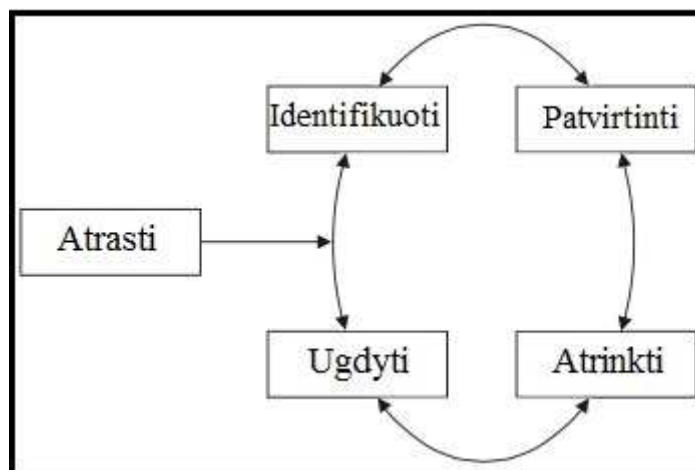 Identifikuoti
Patvirtinti
Atrasti
Ugdyti
Atrinkti